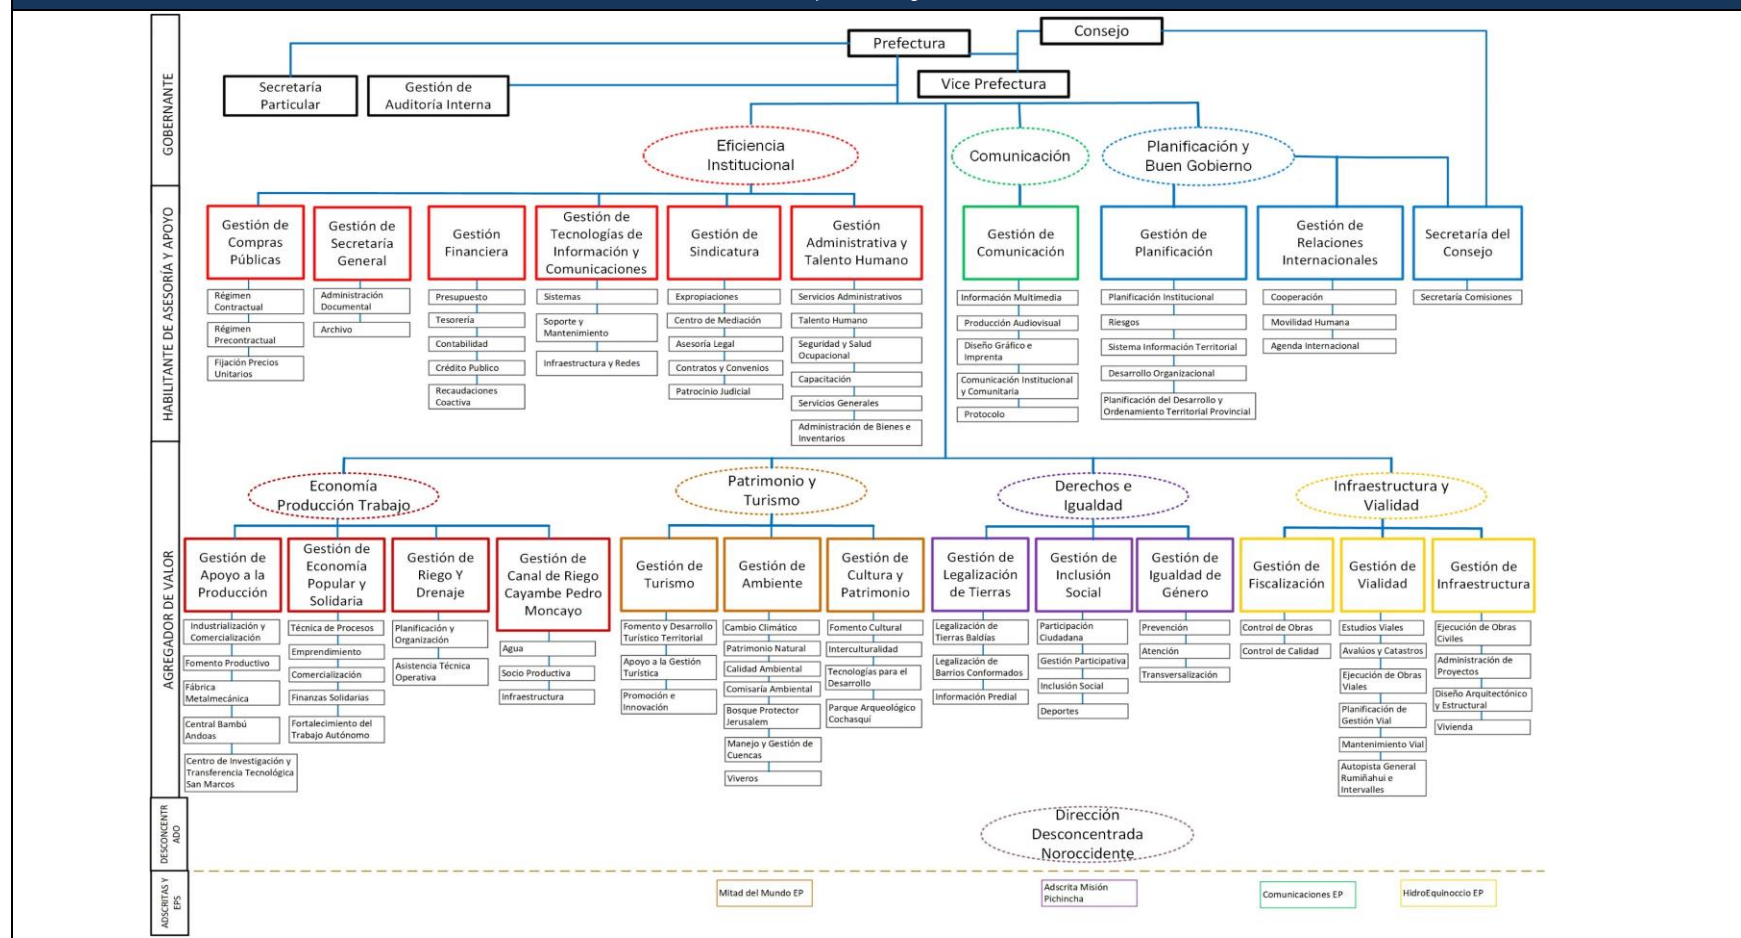 GOBERNANTE
Prefectura
Consejo
Secretaría
Particular
Gestión de
Auditoría Interna
Vice Prefectura
Eficiencia
Institucional
Comunicación
Planificación y
Buen Gobierno
HABILITANTE DE ASESORÍA Y APOYO
Gestión de
Compras
Públicas
Régimen
Contractual
Régimen
Precontractual
Fijación Precios
Unitarios
Gestión de
Secretaría
General
Administración
Documental
Archivo
Gestión
Financiera
Presupuesto
Tesorería
Contabilidad
Crédito Publico
Recaudaciones
Coactiva
Gestión de
Tecnologías de
Información y
Comunicaciones
Sistemas
Soporte y
Mantenimiento
Infraestructura y Redes
Gestión de
Sindicatura
Expropiaciones
Centro de Mediación
Asesoría Legal
Contratos y Convenios
Patrocinio Judicial
Gestión
Administrativa y
Talento Humano
Servicios Administrativos
Talento Humano
Seguridad y Salud
Ocupacional
Capacitación
Servicios Generales
Administración de Bienes e
Inventarios
Gestión de
Comunicación
Información Multimedia
Producción Audiovisual
Diseño Gráfico e
Imprenta
Comunicación Institucional
y Comunitaria
Protocolo
Gestión de
Planificación
Planificación Institucional
Riesgos
Sistema Información Territorial
Desarrollo Organizacional
Planificación del Desarrollo y
Ordenamiento Territorial Provincial
Gestión de
Relaciones
Internacionales
Cooperación
Movilidad Humana
Agenda Internacional
Secretaría del
Consejo
Secretaría Comisiones
AGREGADOR DE VALOR
Economía
Producción Trabajo
Patrimonio y
Turismo
Derechos e
Igualdad
Infraestructura y
Vialidad
Gestión de
Apoyo a la
Producción
Industrialización y
Comercialización
Fomento Productivo
Fábrica
Metalmecánica
Central Bambú
Andoas
Centro de Investigación y
Transferencia Tecnológica
San Marcos
Gestión de
Economía
Popular y
Solidaria
Técnica de Procesos
Emprendimiento
Comercialización
Finanzas Solidarias
Fortalecimiento del
Trabajo Autónomo
Gestión de
Riego Y
Drenaje
Planificación y
Organización
Asistencia Técnica
Operativa
Gestión de
Canal de Riego
Cayambe Pedro
Moncayo
Agua
Socio Productiva
Infraestructura
Gestión de
Turismo
Fomento y Desarrollo
Turístico Territorial
Apoyo a la Gestión
Turística
Promoción e
Innovación
Gestión de
Ambiente
Cambio Climático
Patrimonio Natural
Calidad Ambiental
Comisaría Ambiental
Bosque Protector
Jerusalem
Manejo y Gestión de
Cuencas
Viveros
Gestión de
Cultura y
Patrimonio
Fomento Cultural
Interculturalidad
Tecnologías para el
Desarrollo
Parque Arqueológico
Cochasquí
Gestión de
Legalización
de Tierras
Legalización de
Tierras Baldías
Legalización de
Barrios Conformados
Información Predial
Gestión de
Inclusión
Social
Participación
Ciudadana
Gestión Participativa
Inclusión Social
Deportes
Gestión de
Igualdad de
Género
Prevención
Atención
Transversalización
Gestión de
Fiscalización
Control de Obras
Control de Calidad
Gestión de
Vialidad
Estudios Viales
Avalúos y Catastros
Ejecución de Obras
Viales
Planificación de
Gestión Vial
Mantenimiento Vial
Autopista General
Rumiñahui e
Intervalles
Gestión de
Infraestructura
Ejecución de Obras
Civiles
Administración de
Proyectos
Diseño Arquitectónico
y Estructural
Vivienda
DESCONCENTR
ADO
Dirección
Desconcentrada
Noroccidente
ADSCRITAS Y
EPS
Mitad del Mundo EP
Adscrita Misión
Pichincha
Comunicaciones EP
HidroEquinoccio EP